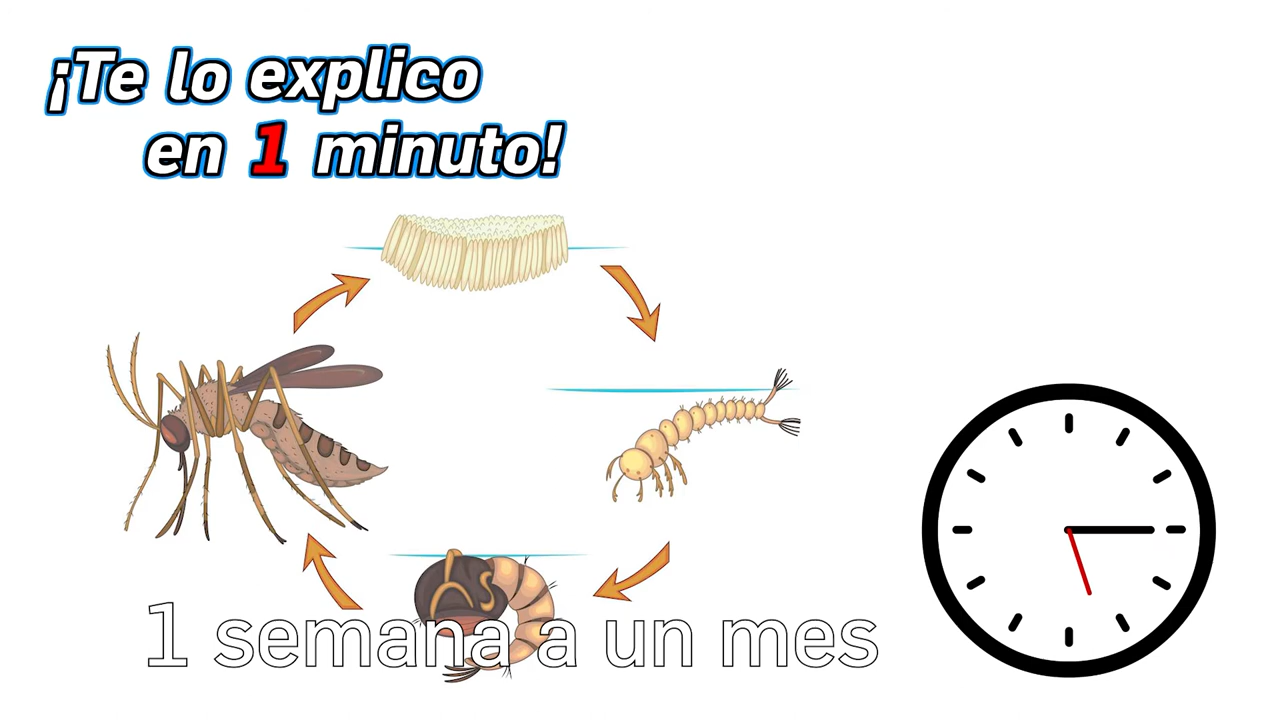 ¡Te lo explico
en 1 minuto!
1 semana a un mes